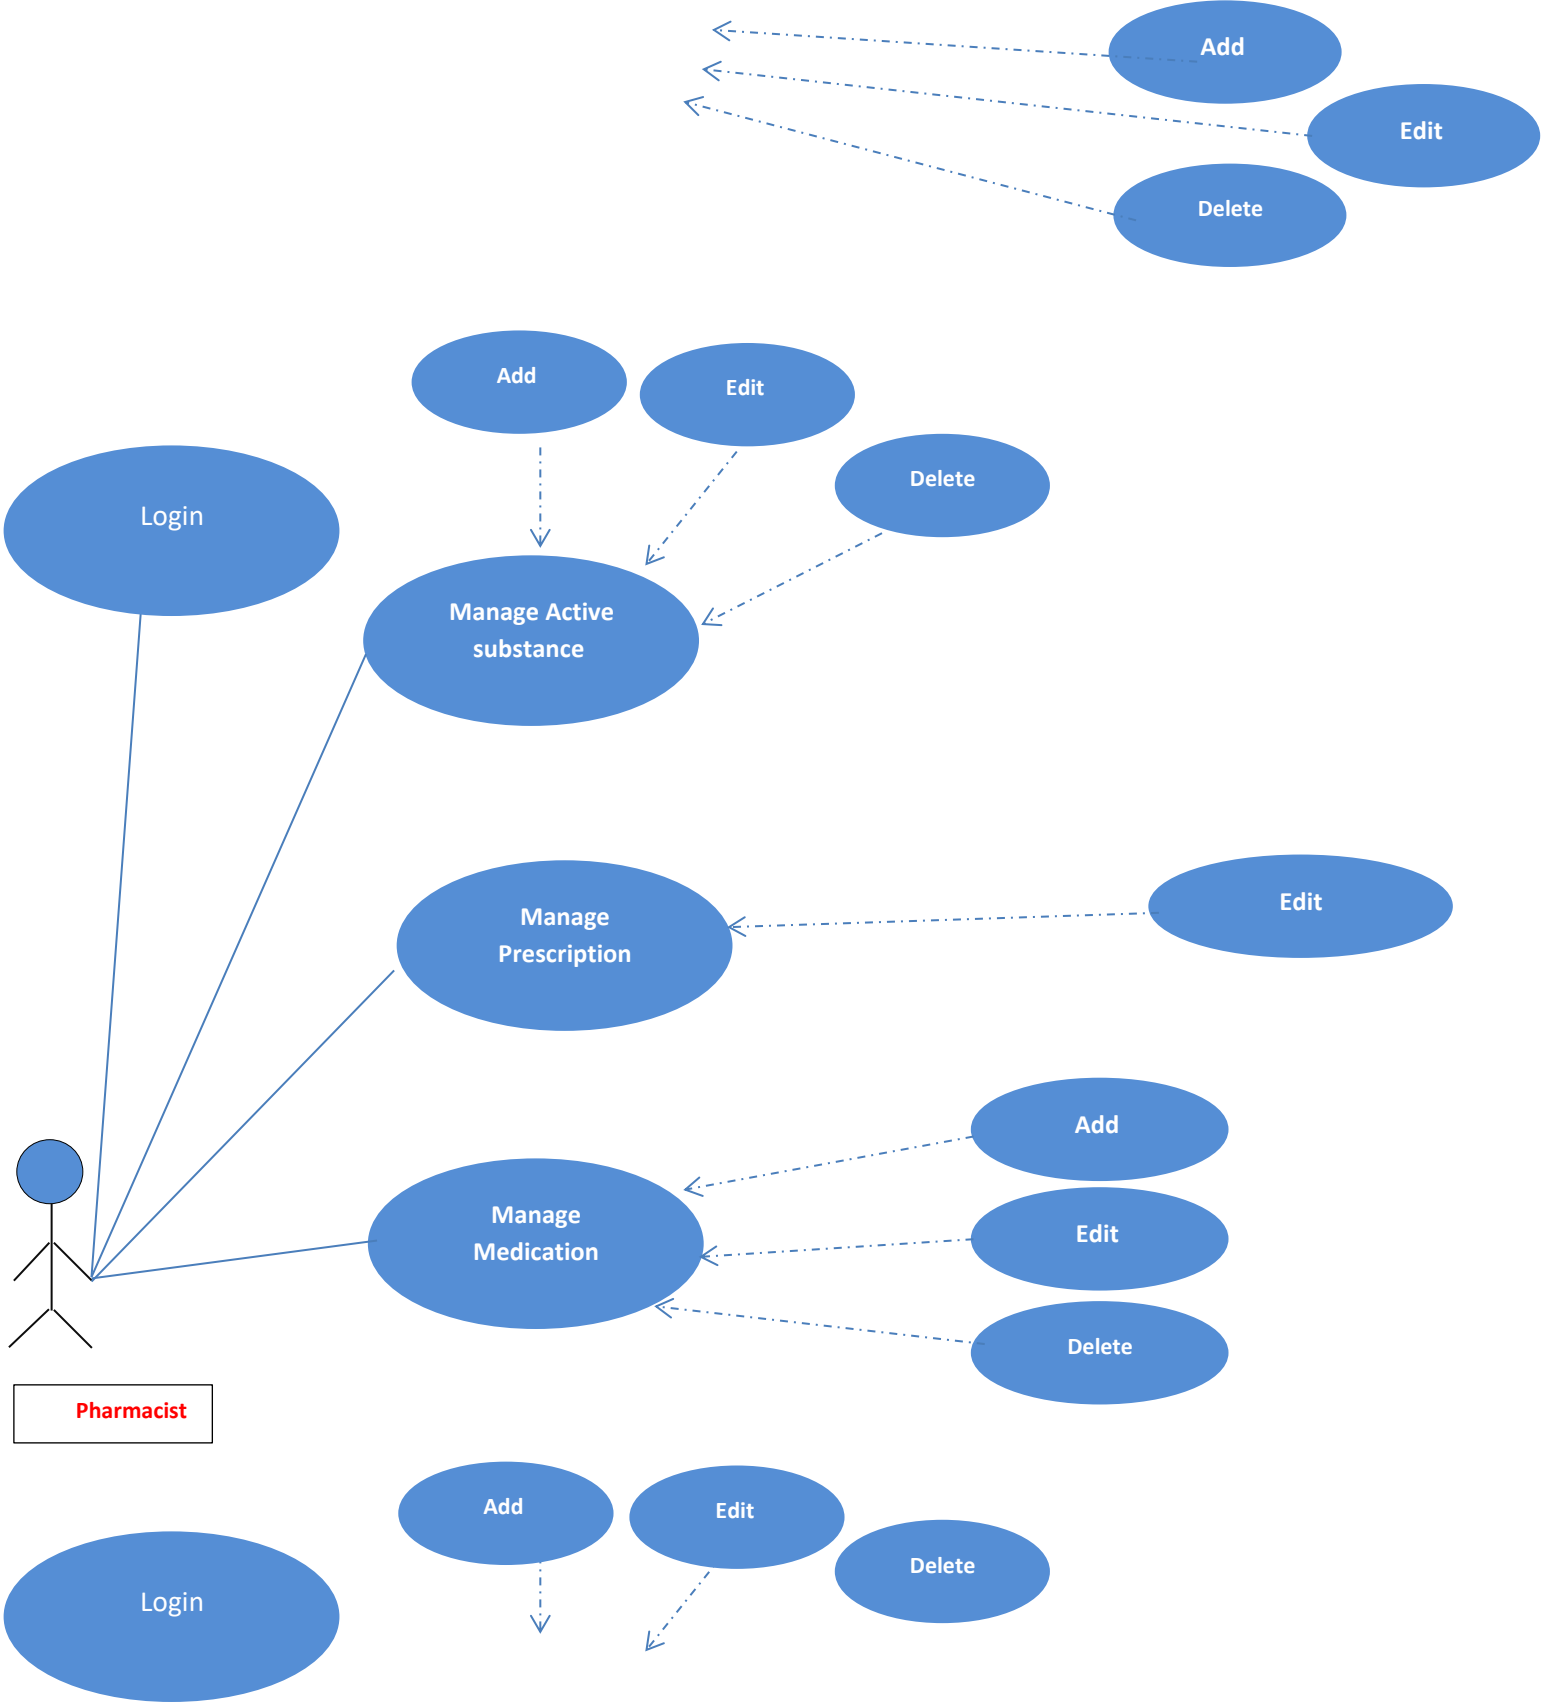 Add
Edit
Delete
Add
Edit
Delete
Login
Manage Active
substance
Manage
Prescription
Edit
Add
Manage
Medication
Edit
Delete
Pharmacist
Add
Edit
Delete
Login